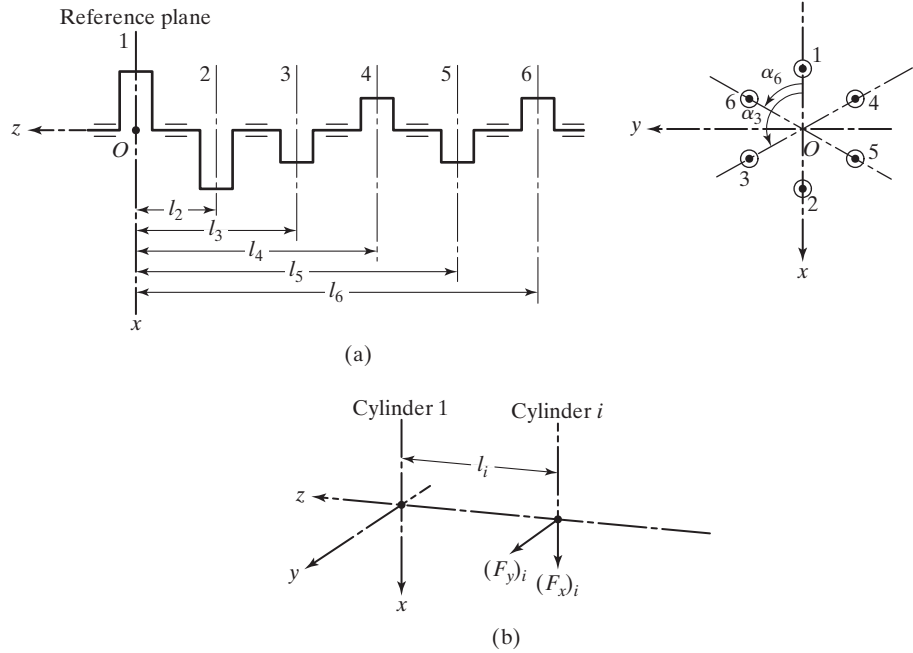 Reference plane
1
2 3 4 5 6
z
O
l₂
l₃
l₄
l₅
l₆
x
1
α₆
6
4
α₃
y
O
3
5
2
x
(a)
Cylinder 1
Cylinder i
lᵢ
z
y
x
(F_y)ᵢ
(Fₓ)ᵢ
(b)